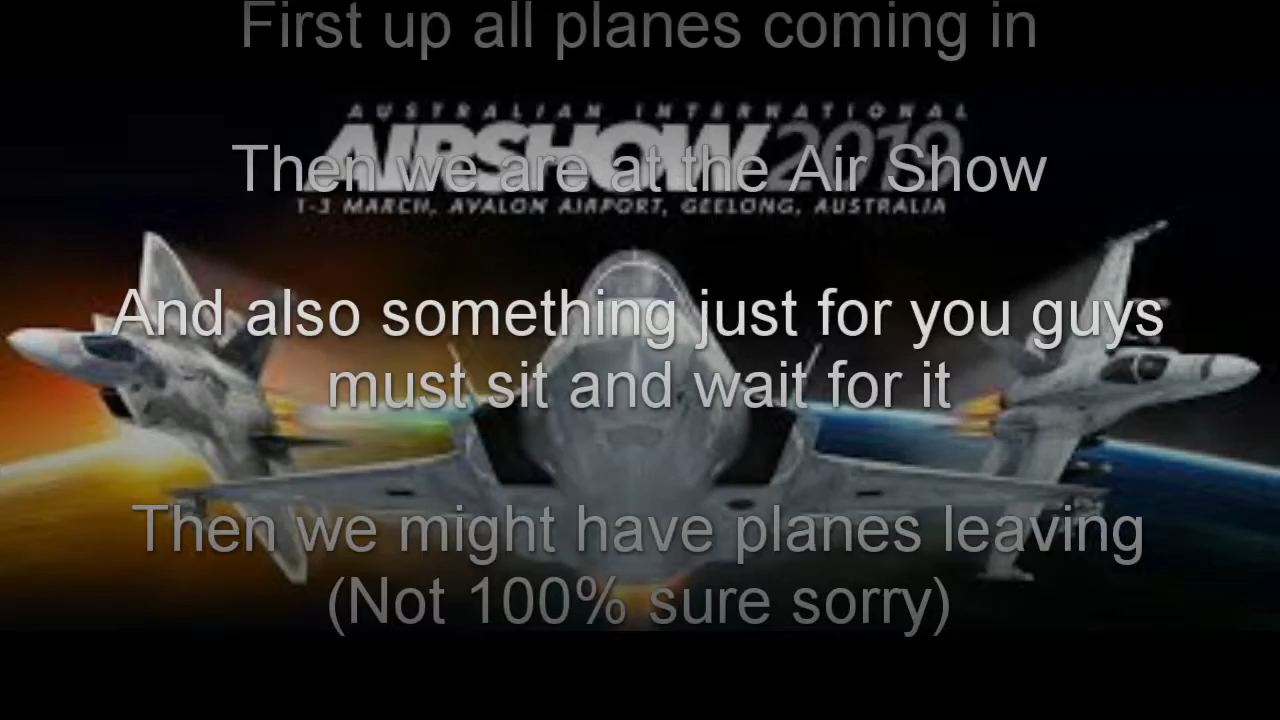 First up all planes coming in
AUSTRALIAN INTERNATIONAL
AIRSHOW 2019
Then we are at the Air Show
1-3 MARCH, AVALON AIRPORT, GEELONG, AUSTRALIA
And also something just for you guys
must sit and wait for it
Then we might have planes leaving
(Not 100% sure sorry)